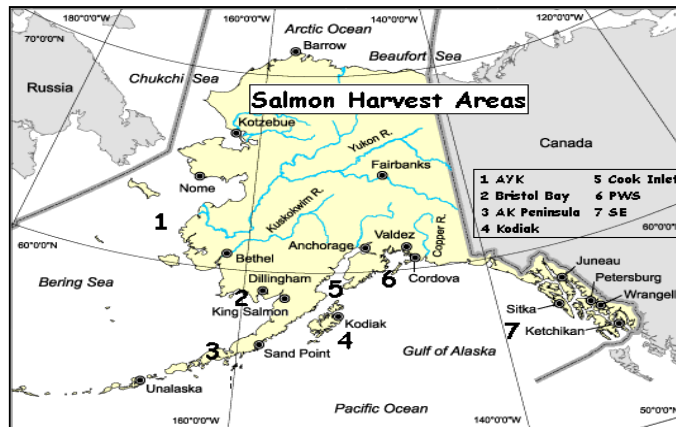 180°0'0"W
160°0'0"W
Arctic Ocean
140°0'0"W
120°0'0"W
70°0'0"N
Barrow
Beaufort Sea
Chukchi Sea
Russia
Salmon Harvest Areas
Kotzebue
Canada
Yukon R.
Fairbanks
1 AYK
2 Bristol Bay
3 AK Peninsula
4 Kodiak
5 Cook Inlet
6 PWS
7 SE
Nome
Kuskokwim R.
1
Copper R.
60°0'0"N
60°0'0"N
Anchorage
Valdez
Bethel
Cordova
Juneau
Bering Sea
Dillingham
5
6
Petersburg
2
Wrangell
King Salmon
Sitka
Kodiak
7
Ketchikan
4
3
Sand Point
Gulf of Alaska
Unalaska
Pacific Ocean
160°0'0"W
140°0'0"W
50°0'